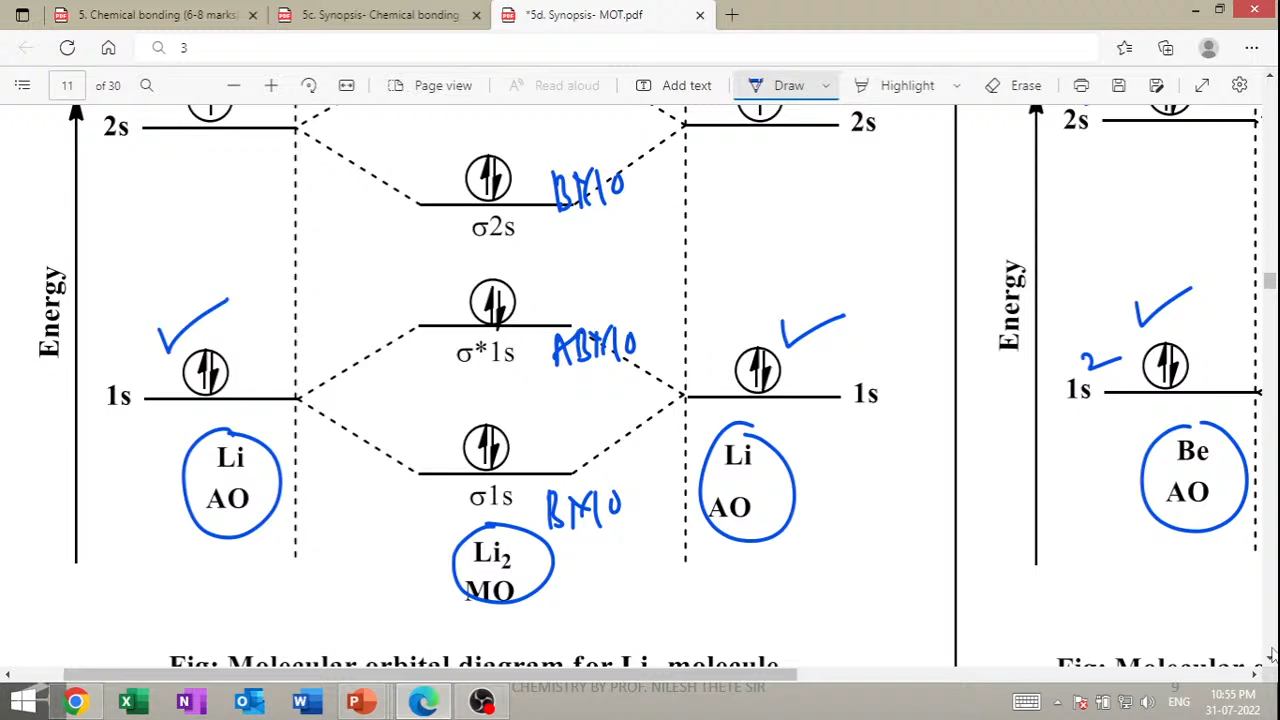 5. Chemical bonding (6-8 marks)
5c. Synopsis- Chemical bonding
*5d. Synopsis- MOT.pdf
3
11 of 30
Page view
Read aloud
Add text
Draw
Highlight
Erase
2s
2s
2s
BMO
σ2s
Energy
Energy
σ*1s
ABMO
2
1s
1s
1s
Li
AO
σ1s
BMO
Li
AO
Be
AO
Li₂
MO
Fig: Molecular orbital diagram for Li₂ molecule
Fig: Molecular o
CHEMISTRY BY PROF. NILESH THETE SIR
9
ENG
10:55 PM
31-07-2022